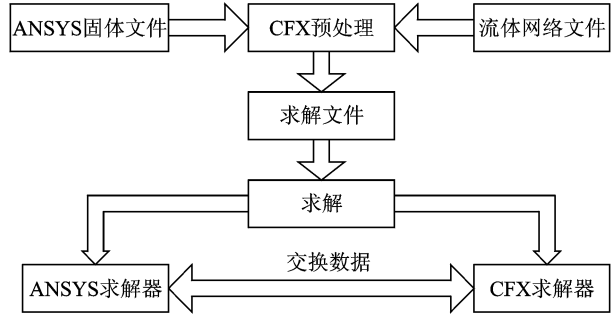 ANSYS固体文件
CFX预处理
流体网络文件
求解文件
求解
交换数据
ANSYS求解器
CFX求解器